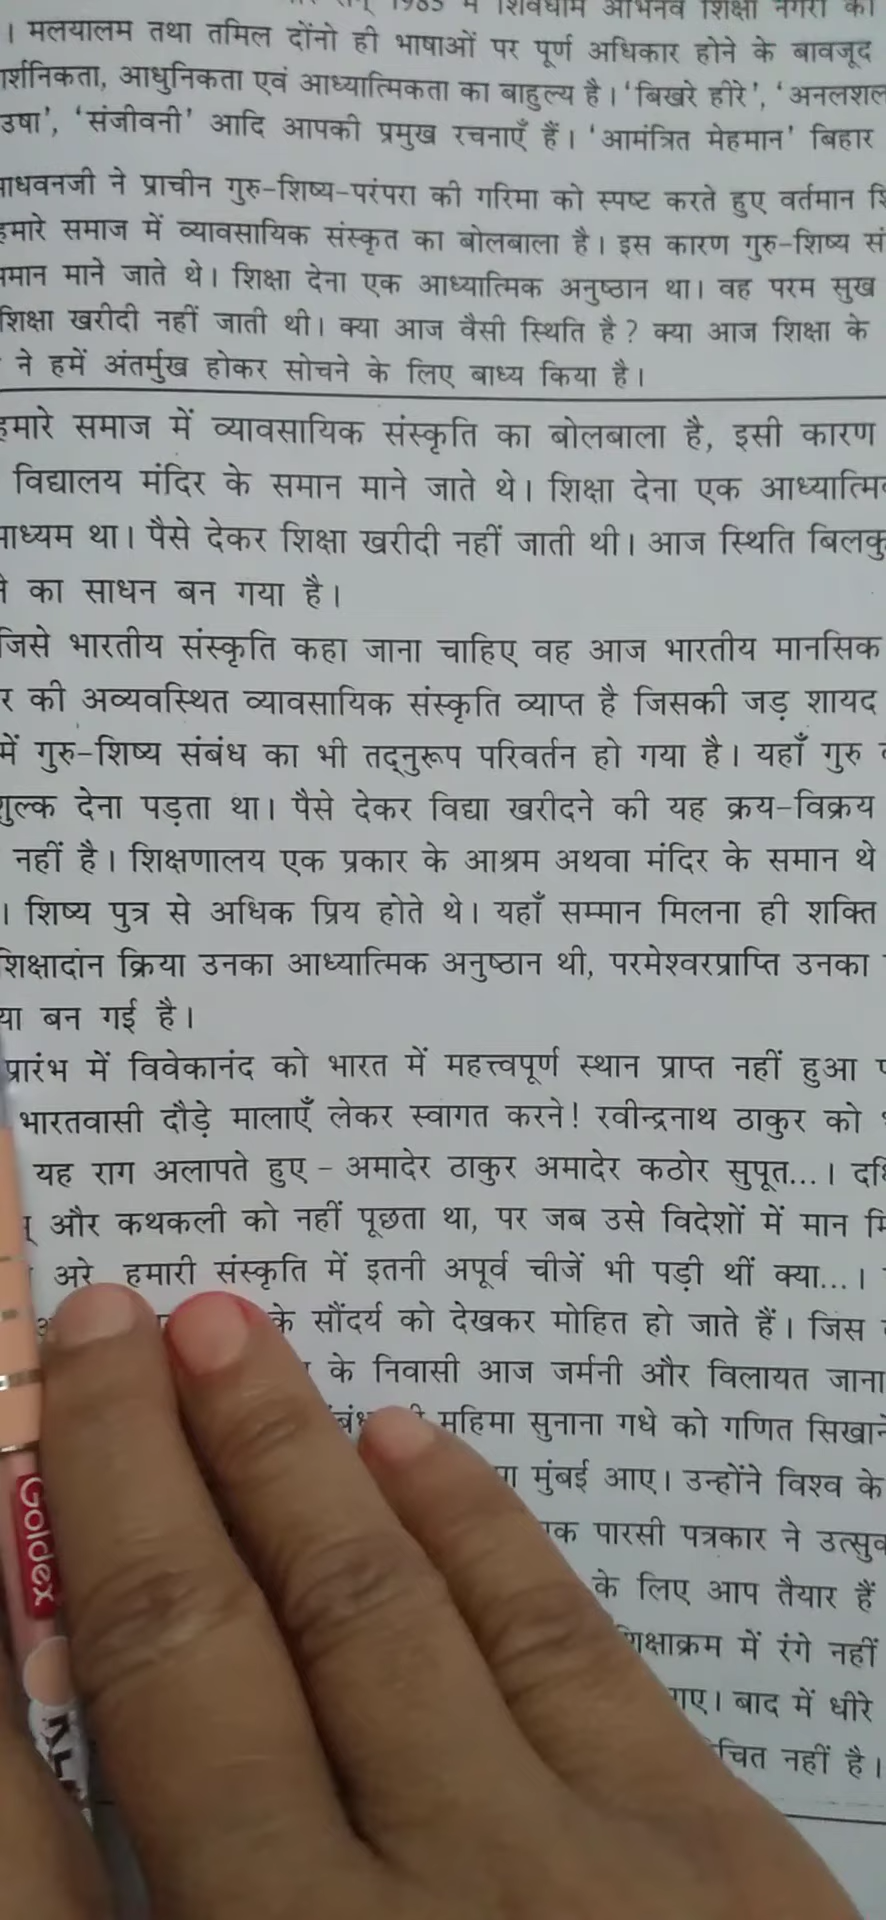 1985 में शिवधाम अभिनव शिक्षा नगरी की
। मलयालम तथा तमिल दोंनो ही भाषाओं पर पूर्ण अधिकार होने के बावजूद
आधुनिकता एवं आध्यात्मिकता का बाहुल्य है। 'बिखरे हीरे',
उषा', 'संजीवनी' आदि आपकी प्रमुख रचनाएँ हैं। 'आमंत्रित मेहमान' बिहार
ने प्राचीन गुरु-शिष्य-परंपरा की गरिमा को स्पष्ट करते हुए वर्तमान
हमारे समाज में व्यावसायिक संस्कृत का बोलबाला है। इस कारण गुरु-शिष्य
माने जाते थे। शिक्षा देना एक आध्यात्मिक अनुष्ठान था। वह परम सुख
शिक्षा खरीदी नहीं जाती थी। क्या आज वैसी स्थिति है? क्या आज शिक्षा के
ने हमें अंतर्मुख होकर सोचने के लिए बाध्य किया है।
हमारे समाज में व्यावसायिक संस्कृति का बोलबाला है, इसी कारण
विद्यालय मंदिर के समान माने जाते थे। शिक्षा देना एक
माध्यम था। पैसे देकर शिक्षा खरीदी नहीं जाती थी। आज स्थिति
का साधन बन गया है।
जिसे भारतीय संस्कृति कहा जाना चाहिए वह आज भारतीय मानसिक
की अव्यवस्थित व्यावसायिक संस्कृति व्याप्त है जिसकी जड़ शायद
में गुरु-शिष्य संबंध का भी तद्नुरूप परिवर्तन हो गया है। यहाँ गुरु
शुल्क देना पड़ता था। पैसे देकर विद्या खरीदने की यह क्रय-विक्रय
नहीं है। शिक्षणालय एक प्रकार के आश्रम अथवा मंदिर के समान थे
। शिष्य पुत्र से अधिक प्रिय होते थे। यहाँ सम्मान मिलना ही शक्ति
शिक्षादान क्रिया उनका आध्यात्मिक अनुष्ठान थी, परमेश्वरप्राप्ति उनका
बन गई है।
प्रारंभ में विवेकानंद को भारत में महत्त्वपूर्ण स्थान प्राप्त नहीं हुआ
भारतवासी दौड़े मालाएँ लेकर स्वागत करने! रवीन्द्रनाथ ठाकुर को
यह राग अलापते हुए - अमादेर ठाकुर अमादेर कठोर सुपूत...।
और कथकली को नहीं पूछता था, पर जब उसे विदेशों में मान
अरे हमारी संस्कृति में इतनी अपूर्व चीजें भी पड़ी थीं क्या...।
के सौंदर्य को देखकर मोहित हो जाते हैं। जिस
के निवासी आज जर्मनी और विलायत जाना
महिमा सुनाना गधे को गणित
मुंबई आए। उन्होंने विश्व के
पारसी पत्रकार ने
के लिए आप तैयार हैं
में रंगे नहीं
बाद में धीरे
नहीं है।
Goldex